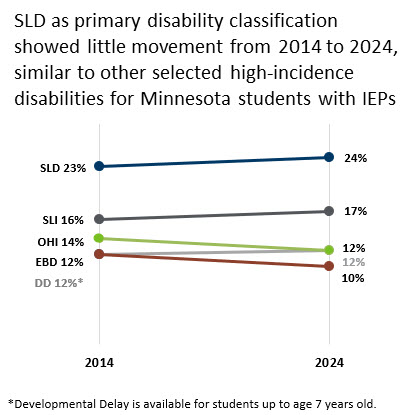 SLD as primary disability classification
showed little movement from 2014 to 2024,
similar to other selected high-incidence
disabilities for Minnesota students with IEPs
SLD 23%
24%
SLI 16%
17%
OHI 14%
12%
EBD 12%
12%
DD 12%*
10%
2014
2024
*Developmental Delay is available for students up to age 7 years old.